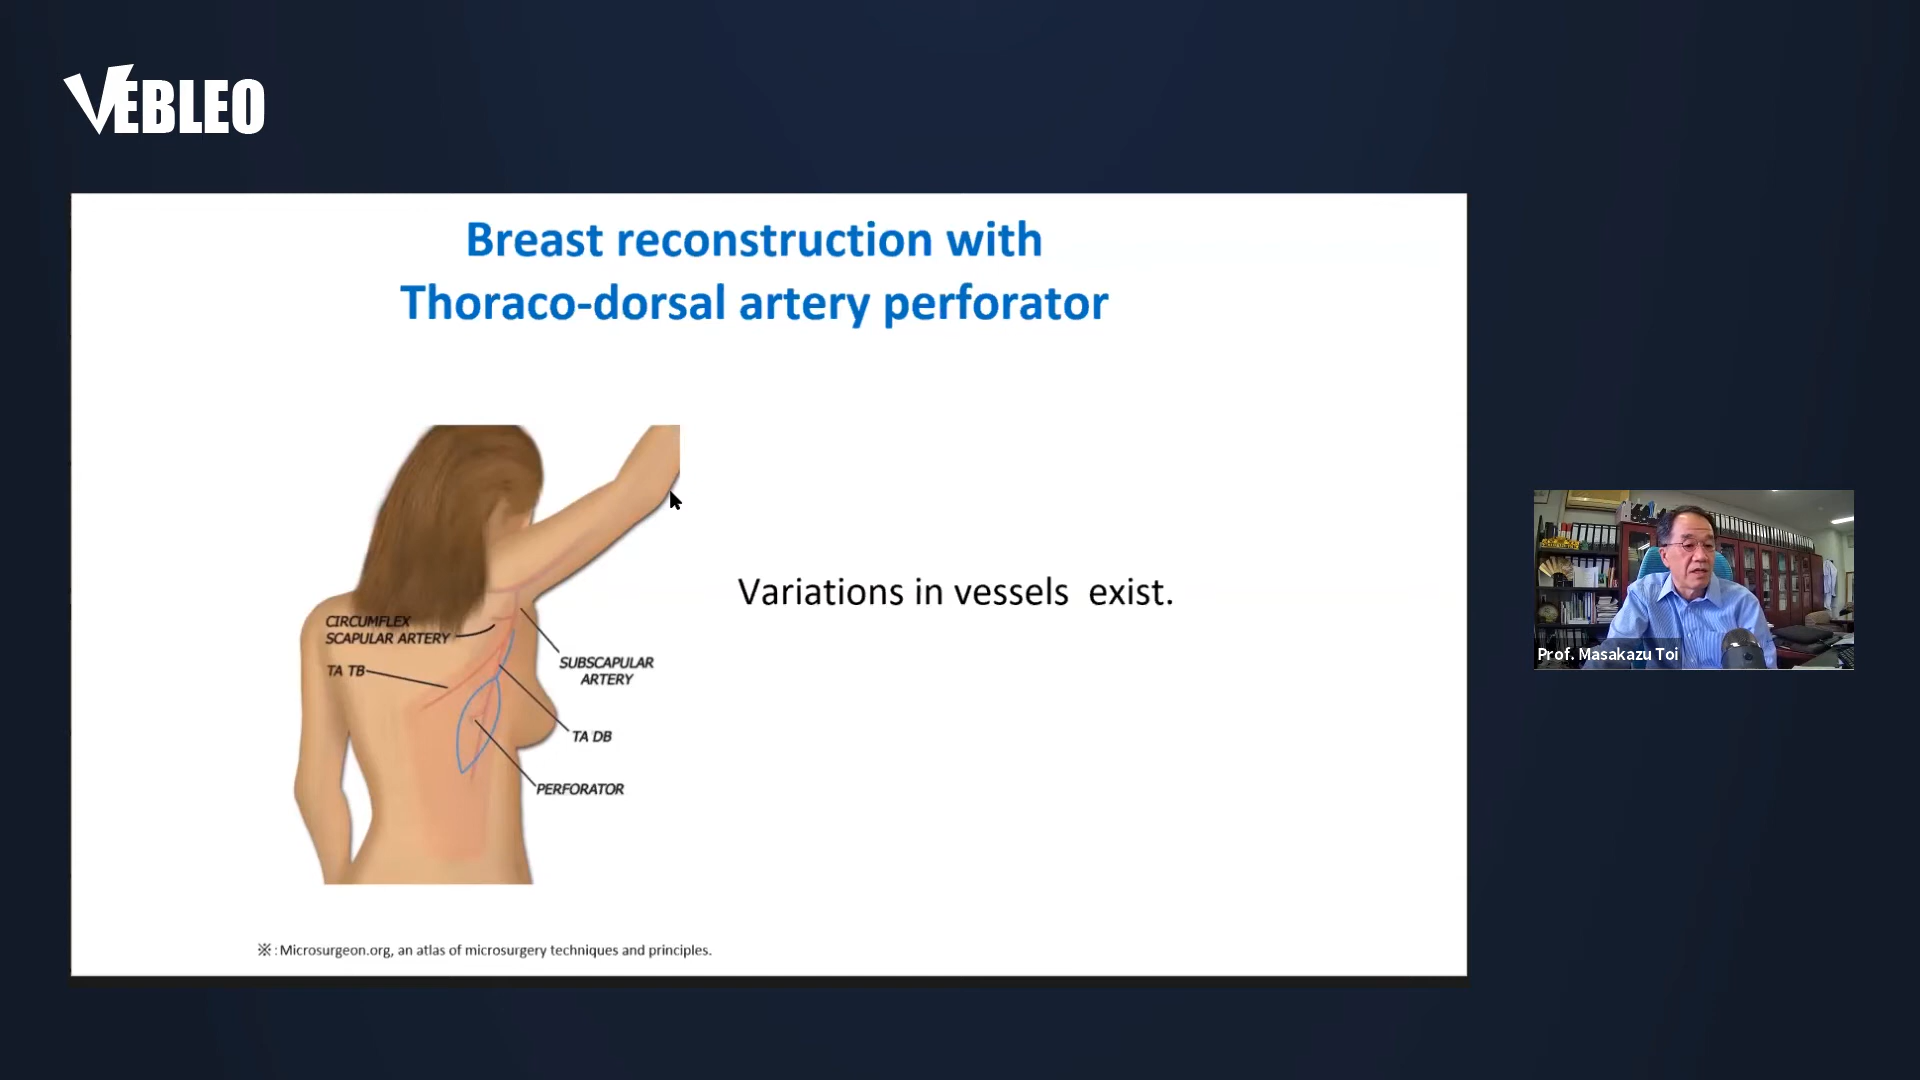 VEBLEO
Breast reconstruction with
Thoraco-dorsal artery perforator
CIRCUMFLEX
SCAPULAR ARTERY
TA TB
SUBSCAPULAR
ARTERY
TA DB
PERFORATOR
Variations in vessels  exist.
※ : Microsurgeon.org, an atlas of microsurgery techniques and principles.
Prof. Masakazu Toi